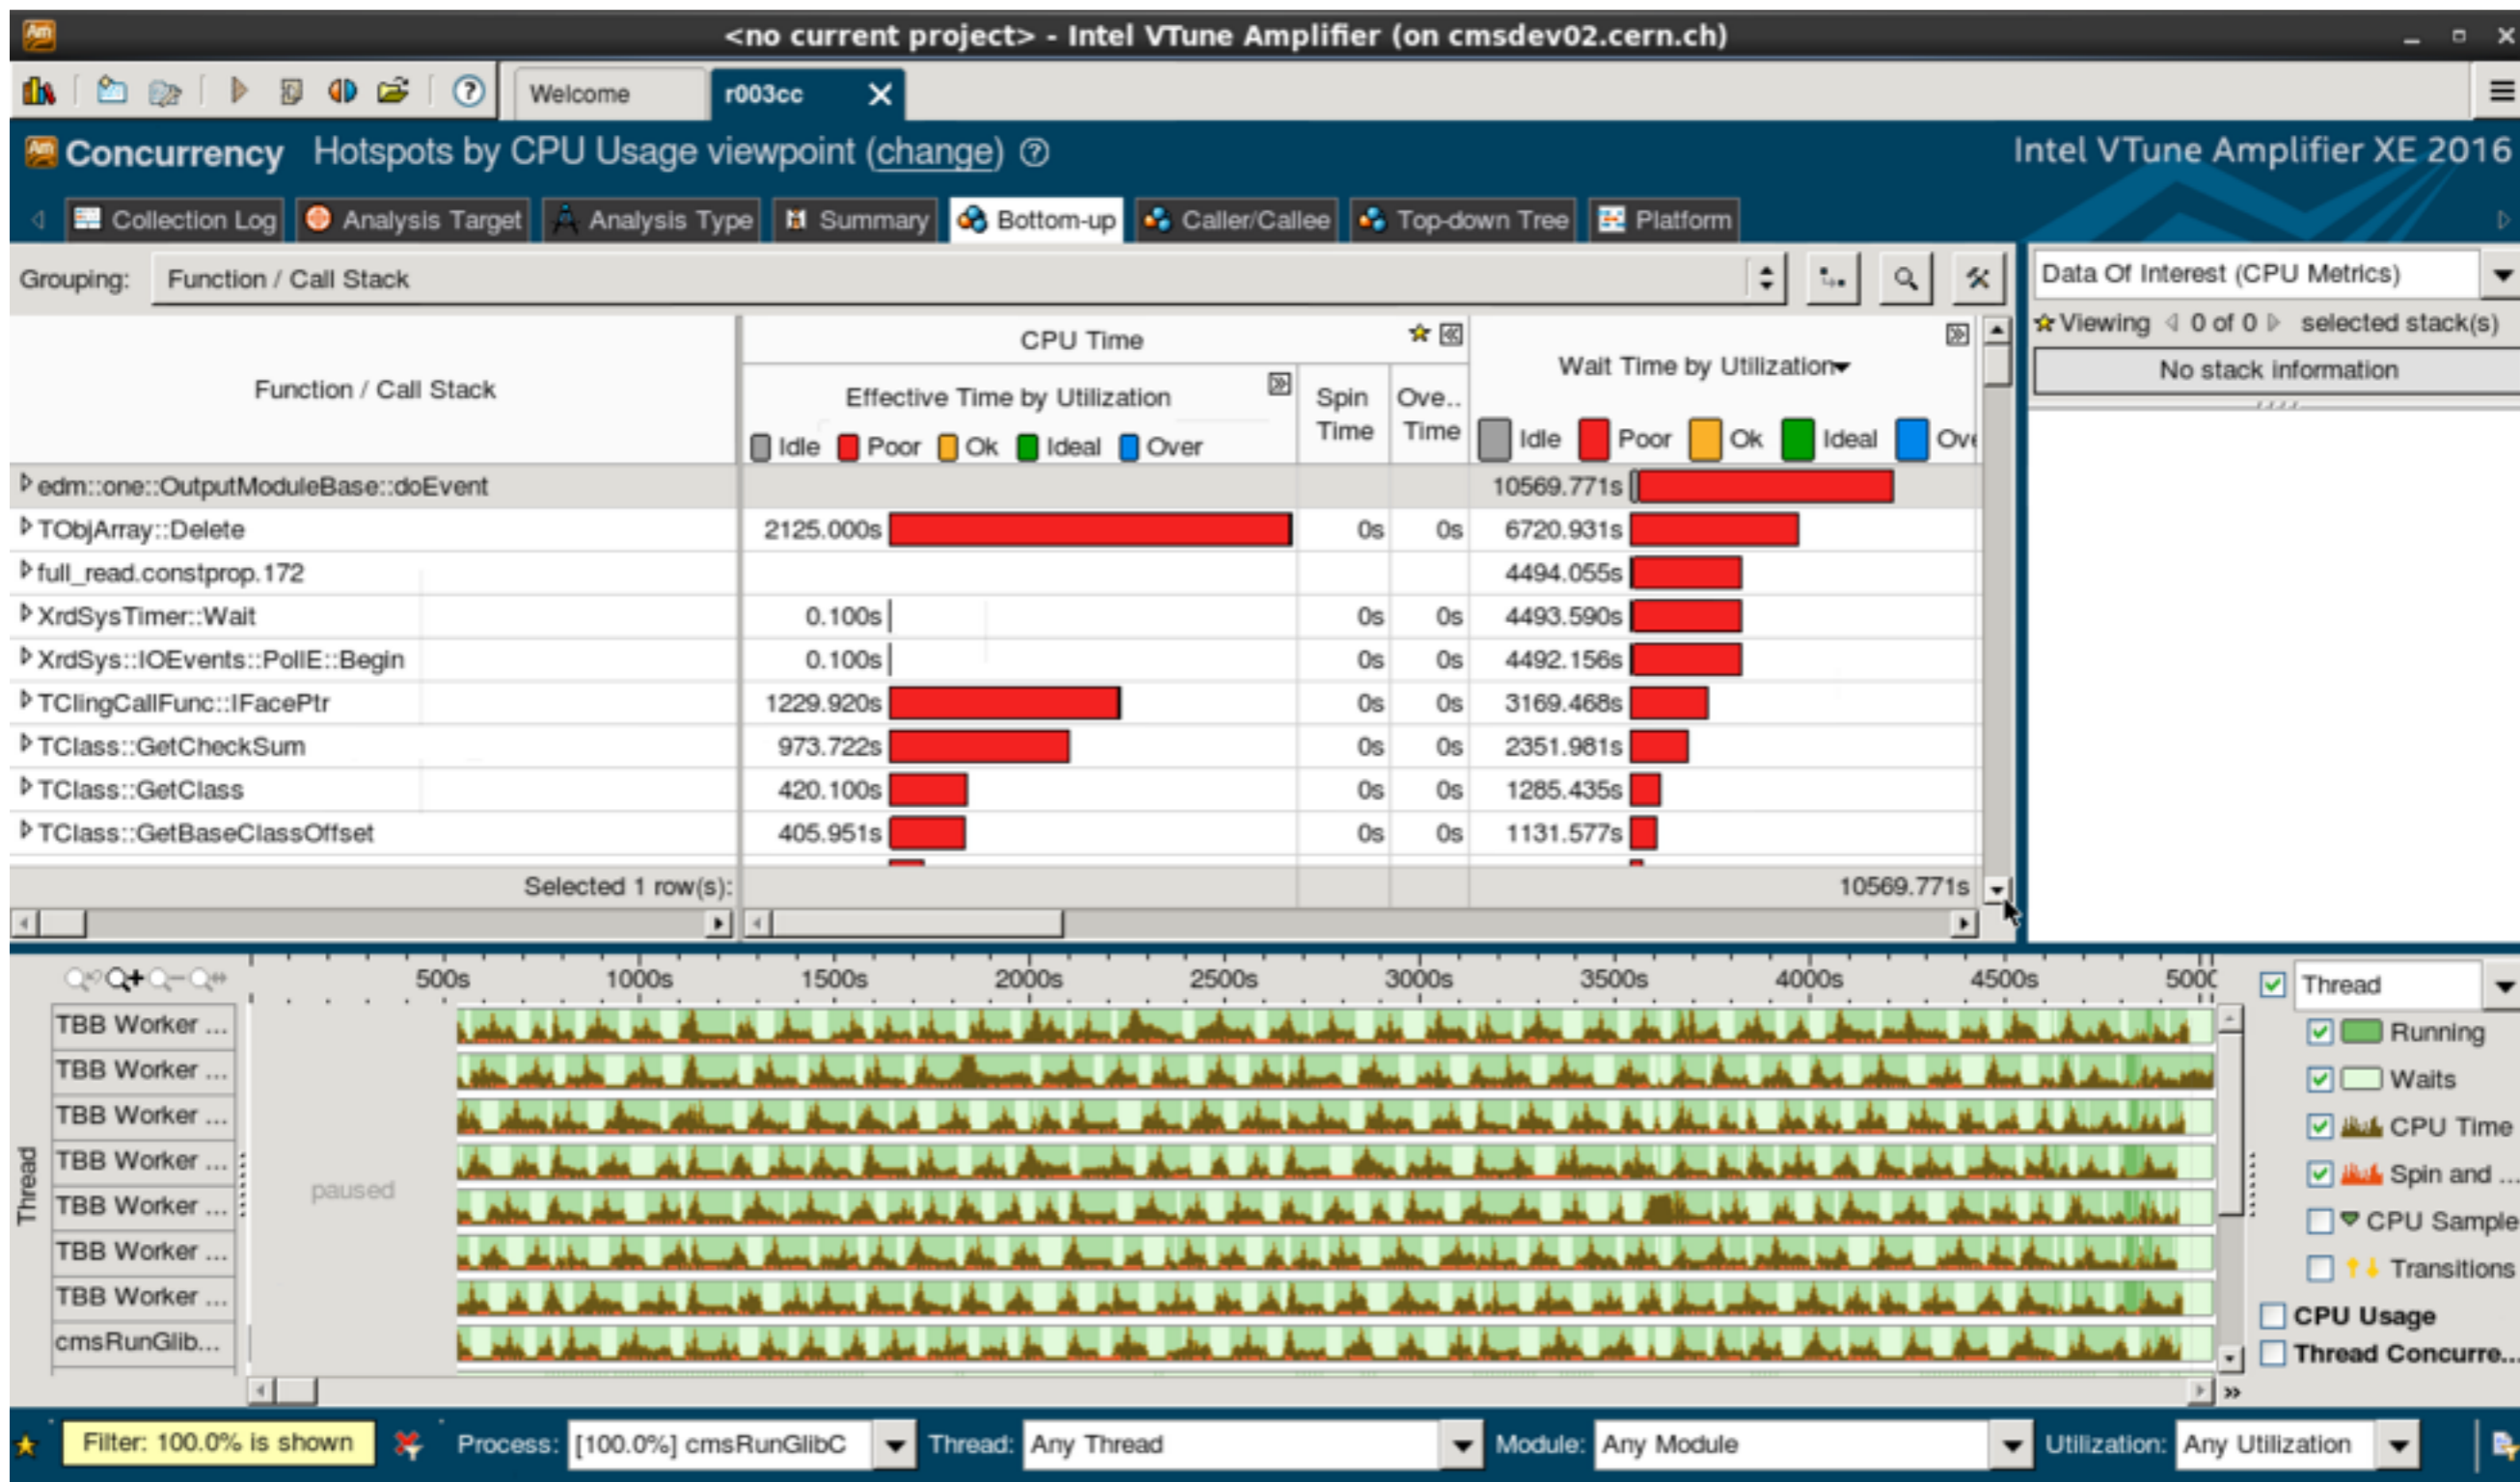 <no current project> - Intel VTune Amplifier (on cmsdev02.cern.ch)
Welcome
r003cc
Concurrency Hotspots by CPU Usage viewpoint (change)
Intel VTune Amplifier XE 2016
Collection Log Analysis Target Analysis Type Summary Bottom-up Caller/Callee Top-down Tree Platform
Grouping: Function / Call Stack
Data Of Interest (CPU Metrics)
Viewing 0 of 0 selected stack(s)
No stack information
Function / Call Stack
CPU Time
Effective Time by Utilization
Idle Poor Ok Ideal Over
Spin Time
Ove.. Time
Wait Time by Utilization
Idle Poor Ok Ideal Ove
edm::one::OutputModuleBase::doEvent 10569.771s
TObjArray::Delete 2125.000s 0s 0s 6720.931s
full_read.constprop.172 4494.055s
XrdSysTimer::Wait 0.100s 0s 0s 4493.590s
XrdSys::IOEvents::PollE::Begin 0.100s 0s 0s 4492.156s
TClingCallFunc::IFacePtr 1229.920s 0s 0s 3169.468s
TClass::GetCheckSum 973.722s 0s 0s 2351.981s
TClass::GetClass 420.100s 0s 0s 1285.435s
TClass::GetBaseClassOffset 405.951s 0s 0s 1131.577s
Selected 1 row(s): 10569.771s
500s 1000s 1500s 2000s 2500s 3000s 3500s 4000s 4500s 5000
Thread
TBB Worker ...
TBB Worker ...
TBB Worker ...
TBB Worker ...
TBB Worker ...
TBB Worker ...
TBB Worker ...
cmsRunGlib...
paused
Thread
Running
Waits
CPU Time
Spin and ...
CPU Sample
Transitions
CPU Usage
Thread Concurre...
Filter: 100.0% is shown
Process: [100.0%] cmsRunGlibC
Thread: Any Thread
Module: Any Module
Utilization: Any Utilization